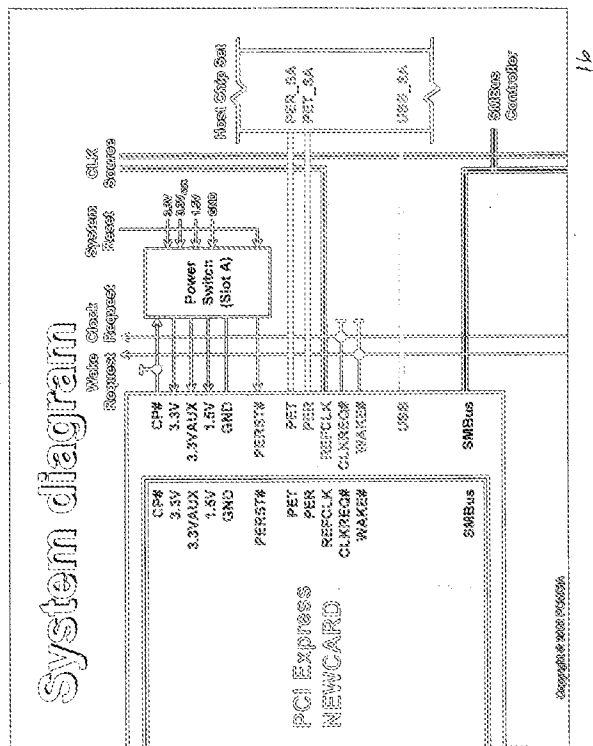 System diagram
Wake
Request
Clock
Request
System
Reset
CLK
Source
Host Chip Set
PER_SA
PET_SA
USB_SA
SMBus
Controller
3.3V
1.5V
GND
Power
Switch
(Slot A)
CP#
3.3V
3.3VAUX
1.5V
GND
PERST#
PET
PER
REFCLK
CLKREQ#
WAKE#
USB
SMBus
CP#
3.3V
3.3VAUX
1.5V
GND
PERST#
PET
PER
REFCLK
CLKREQ#
WAKE#
SMBus
PCI Express
NEWCARD
16